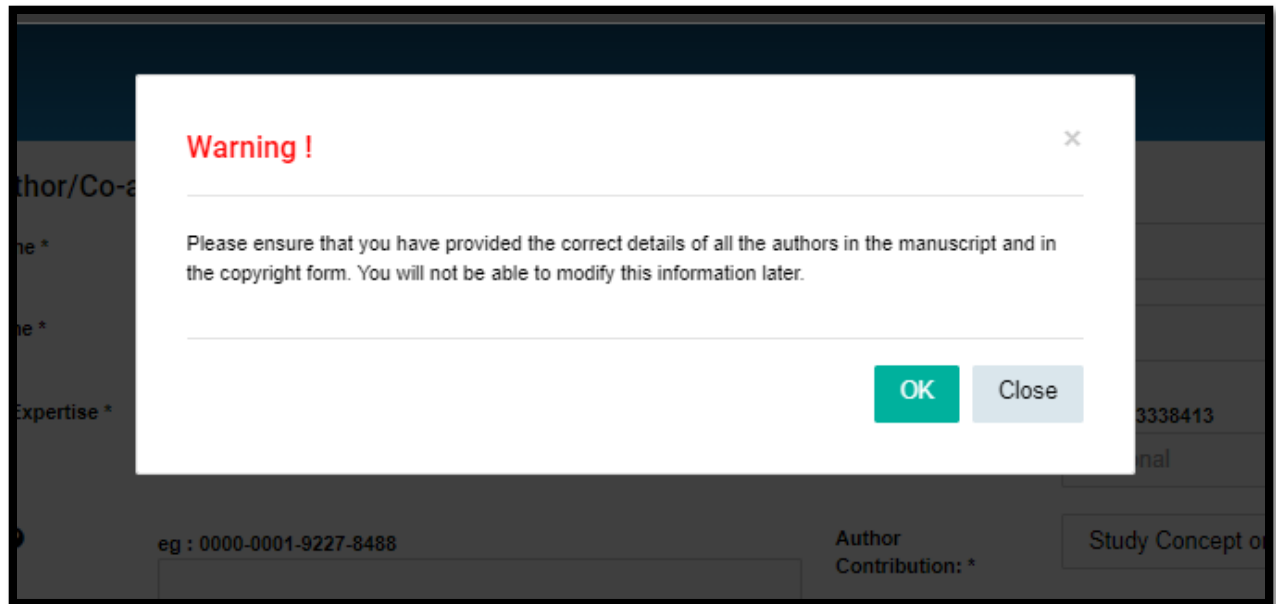 Warning !
×
thor/Co-a
ne *
Please ensure that you have provided the correct details of all the authors in the manuscript and in
the copyright form. You will not be able to modify this information later.
ne *
OK Close
Expertise * 3338413
onal
eg : 0000-0001-9227-8488
Author
Contribution: *
Study Concept or